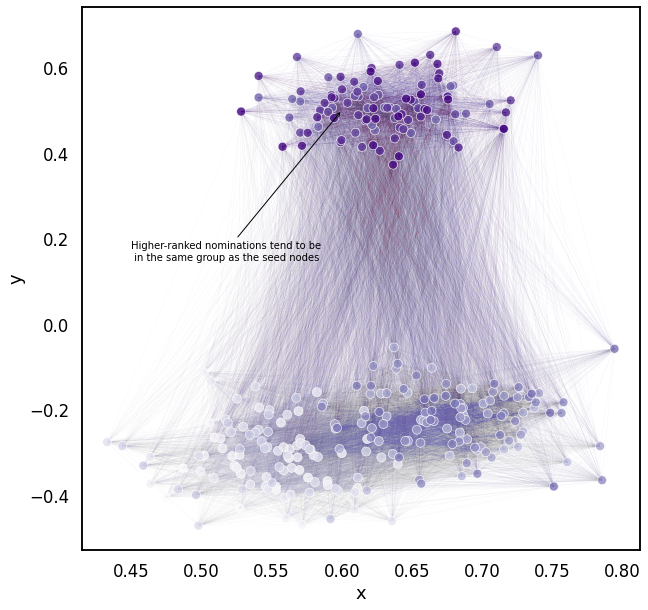 0.6
0.4
0.2
0.0
−0.2
−0.4
y
Higher-ranked nominations tend to be
in the same group as the seed nodes
0.45 0.50 0.55 0.60 0.65 0.70 0.75 0.80
x